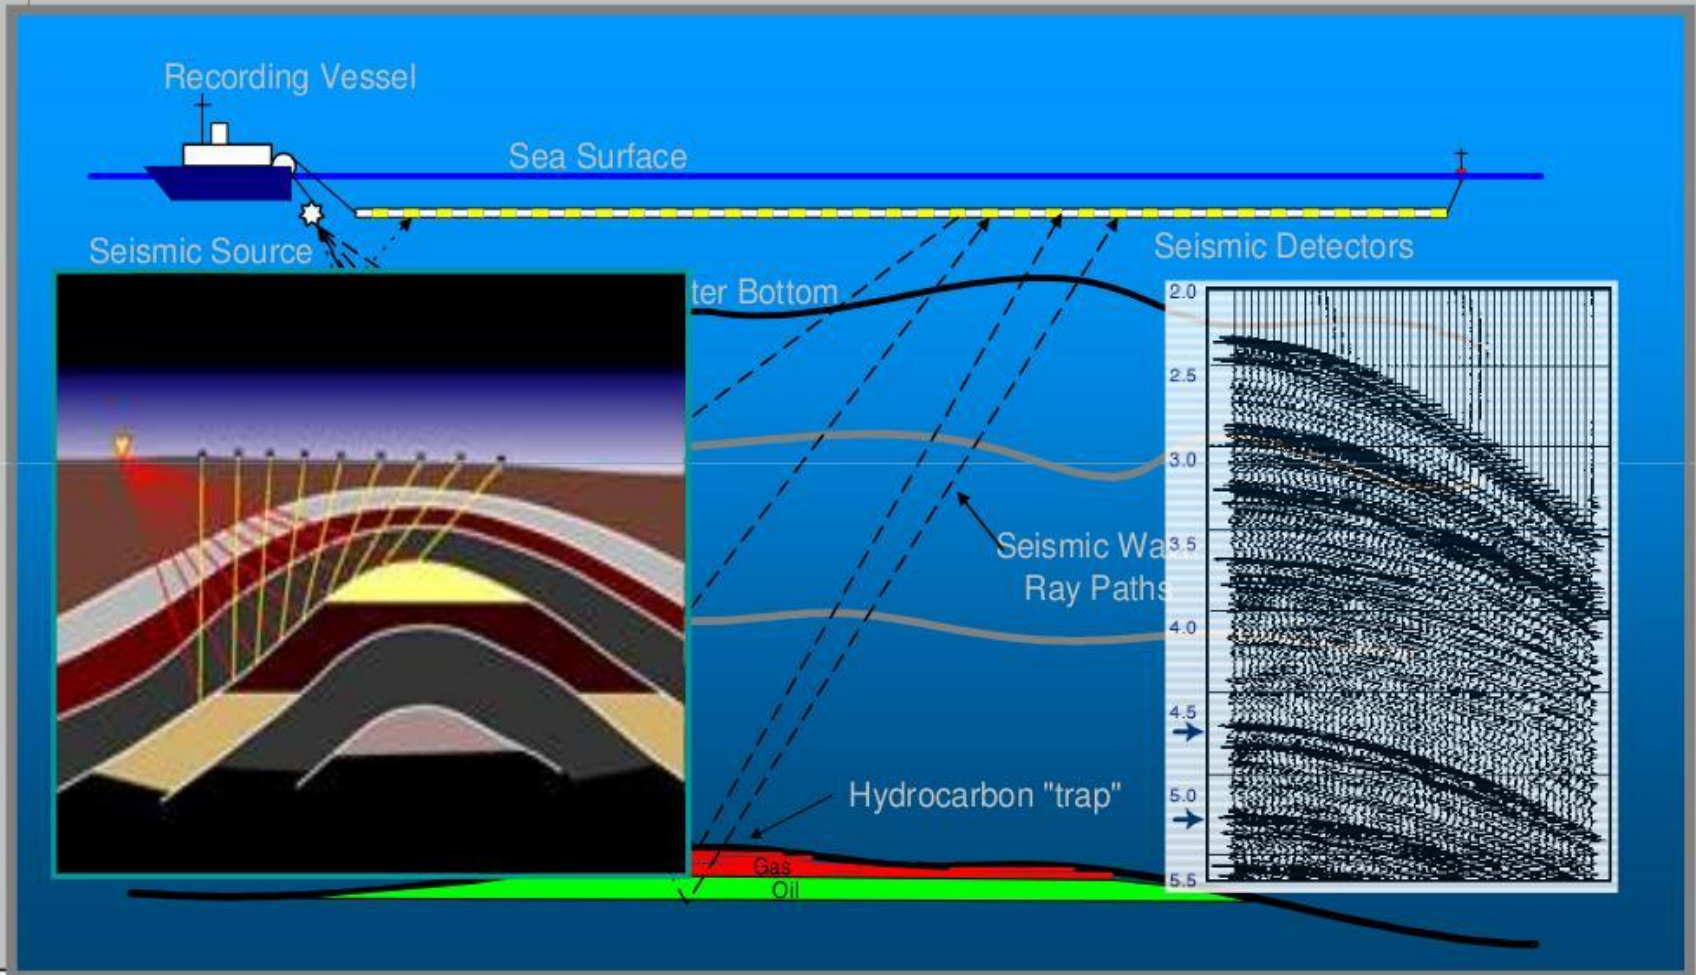 Recording Vessel
Sea Surface
Seismic Source
Seismic Detectors
ter Bottom
2.0
2.5
3.0
Seismic Wa
3.5
Ray Paths
4.0
4.5
Hydrocarbon "trap"
5.0
Gas
5.5
Oil